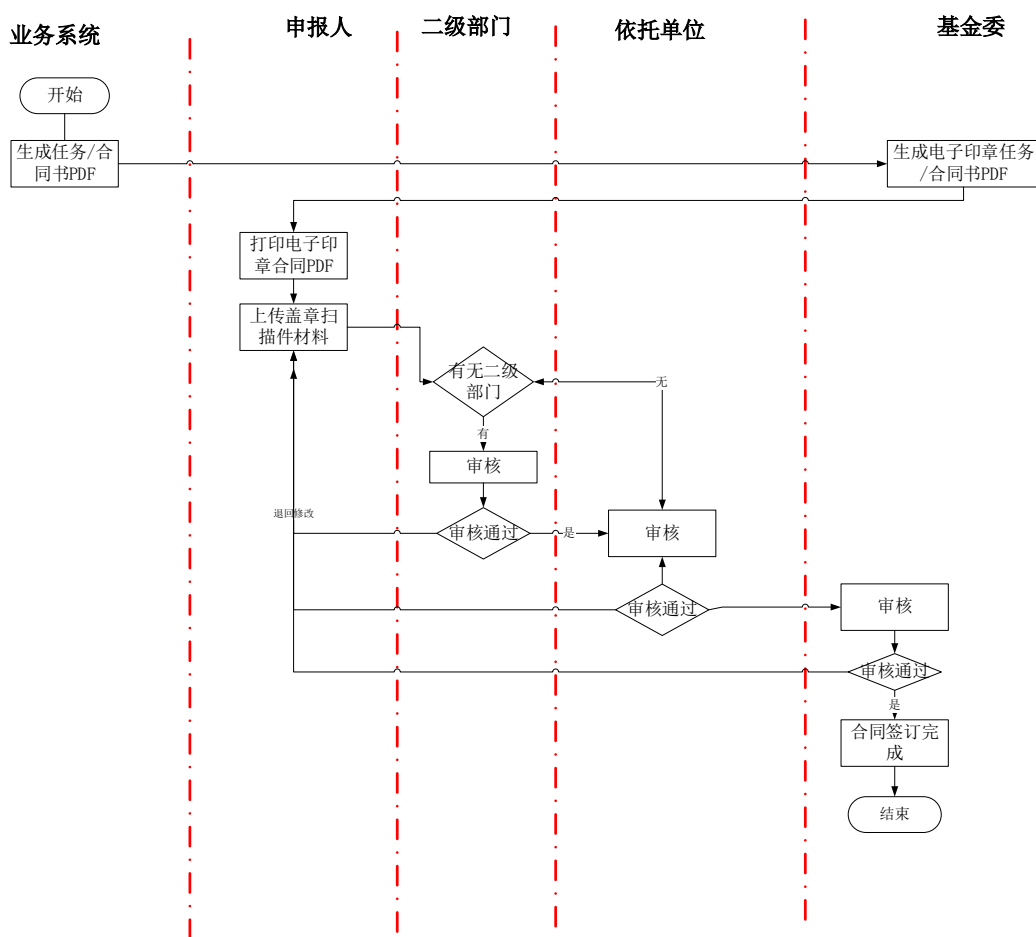 业务系统
申报人
二级部门
依托单位
基金委
开始
生成任务/合
同书PDF
生成电子印章任务
/合同书PDF
打印电子印
章合同PDF
上传盖章扫
描件材料
有无二级
部门
无
有
审核
退回修改
审核通过
是
审核
审核通过
审核
审核通过
是
合同签订完
成
结束